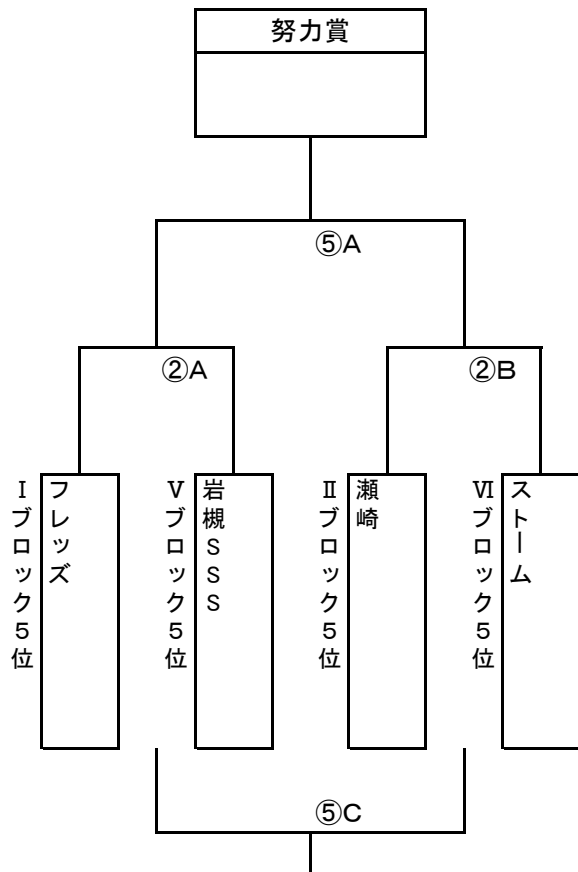 努力賞
⑤A
②A
②B
Ⅰブロック5位
フレッズ
Ⅴブロック5位
岩槻SSS
Ⅱブロック5位
瀬崎
Ⅵブロック5位
ストーム
⑤C